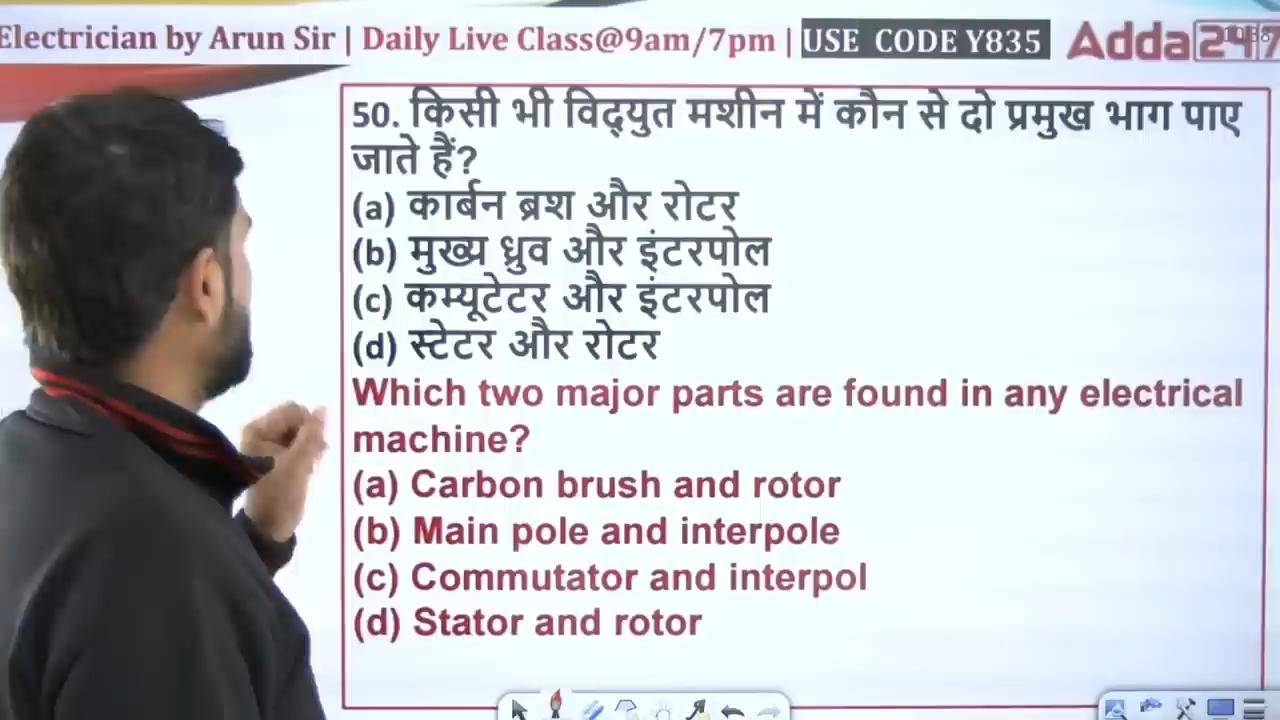 Electrician by Arun Sir | Daily Live Class@9am/7pm | USE CODE Y835 Adda247
50. किसी भी विद्युत मशीन में कौन से दो प्रमुख भाग पाए
जाते हैं?
(a) कार्बन ब्रश और रोटर
(b) मुख्य ध्रुव और इंटरपोल
(c) कम्यूटेटर और इंटरपोल
(d) स्टेटर और रोटर
Which two major parts are found in any electrical
machine?
(a) Carbon brush and rotor
(b) Main pole and interpole
(c) Commutator and interpol
(d) Stator and rotor